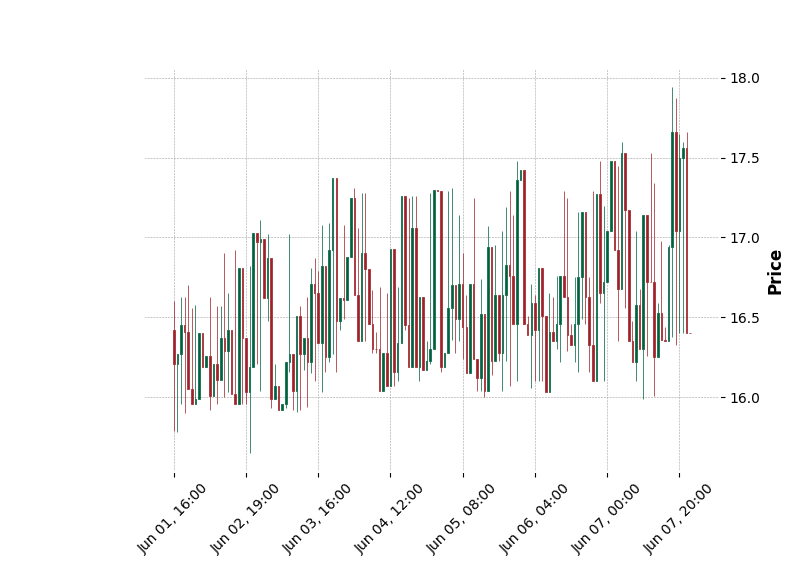 18.0
17.5
17.0
16.5
16.0
Price
Jun 01, 16:00
Jun 02, 19:00
Jun 03, 16:00
Jun 04, 12:00
Jun 05, 08:00
Jun 06, 04:00
Jun 07, 00:00
Jun 07, 20:00